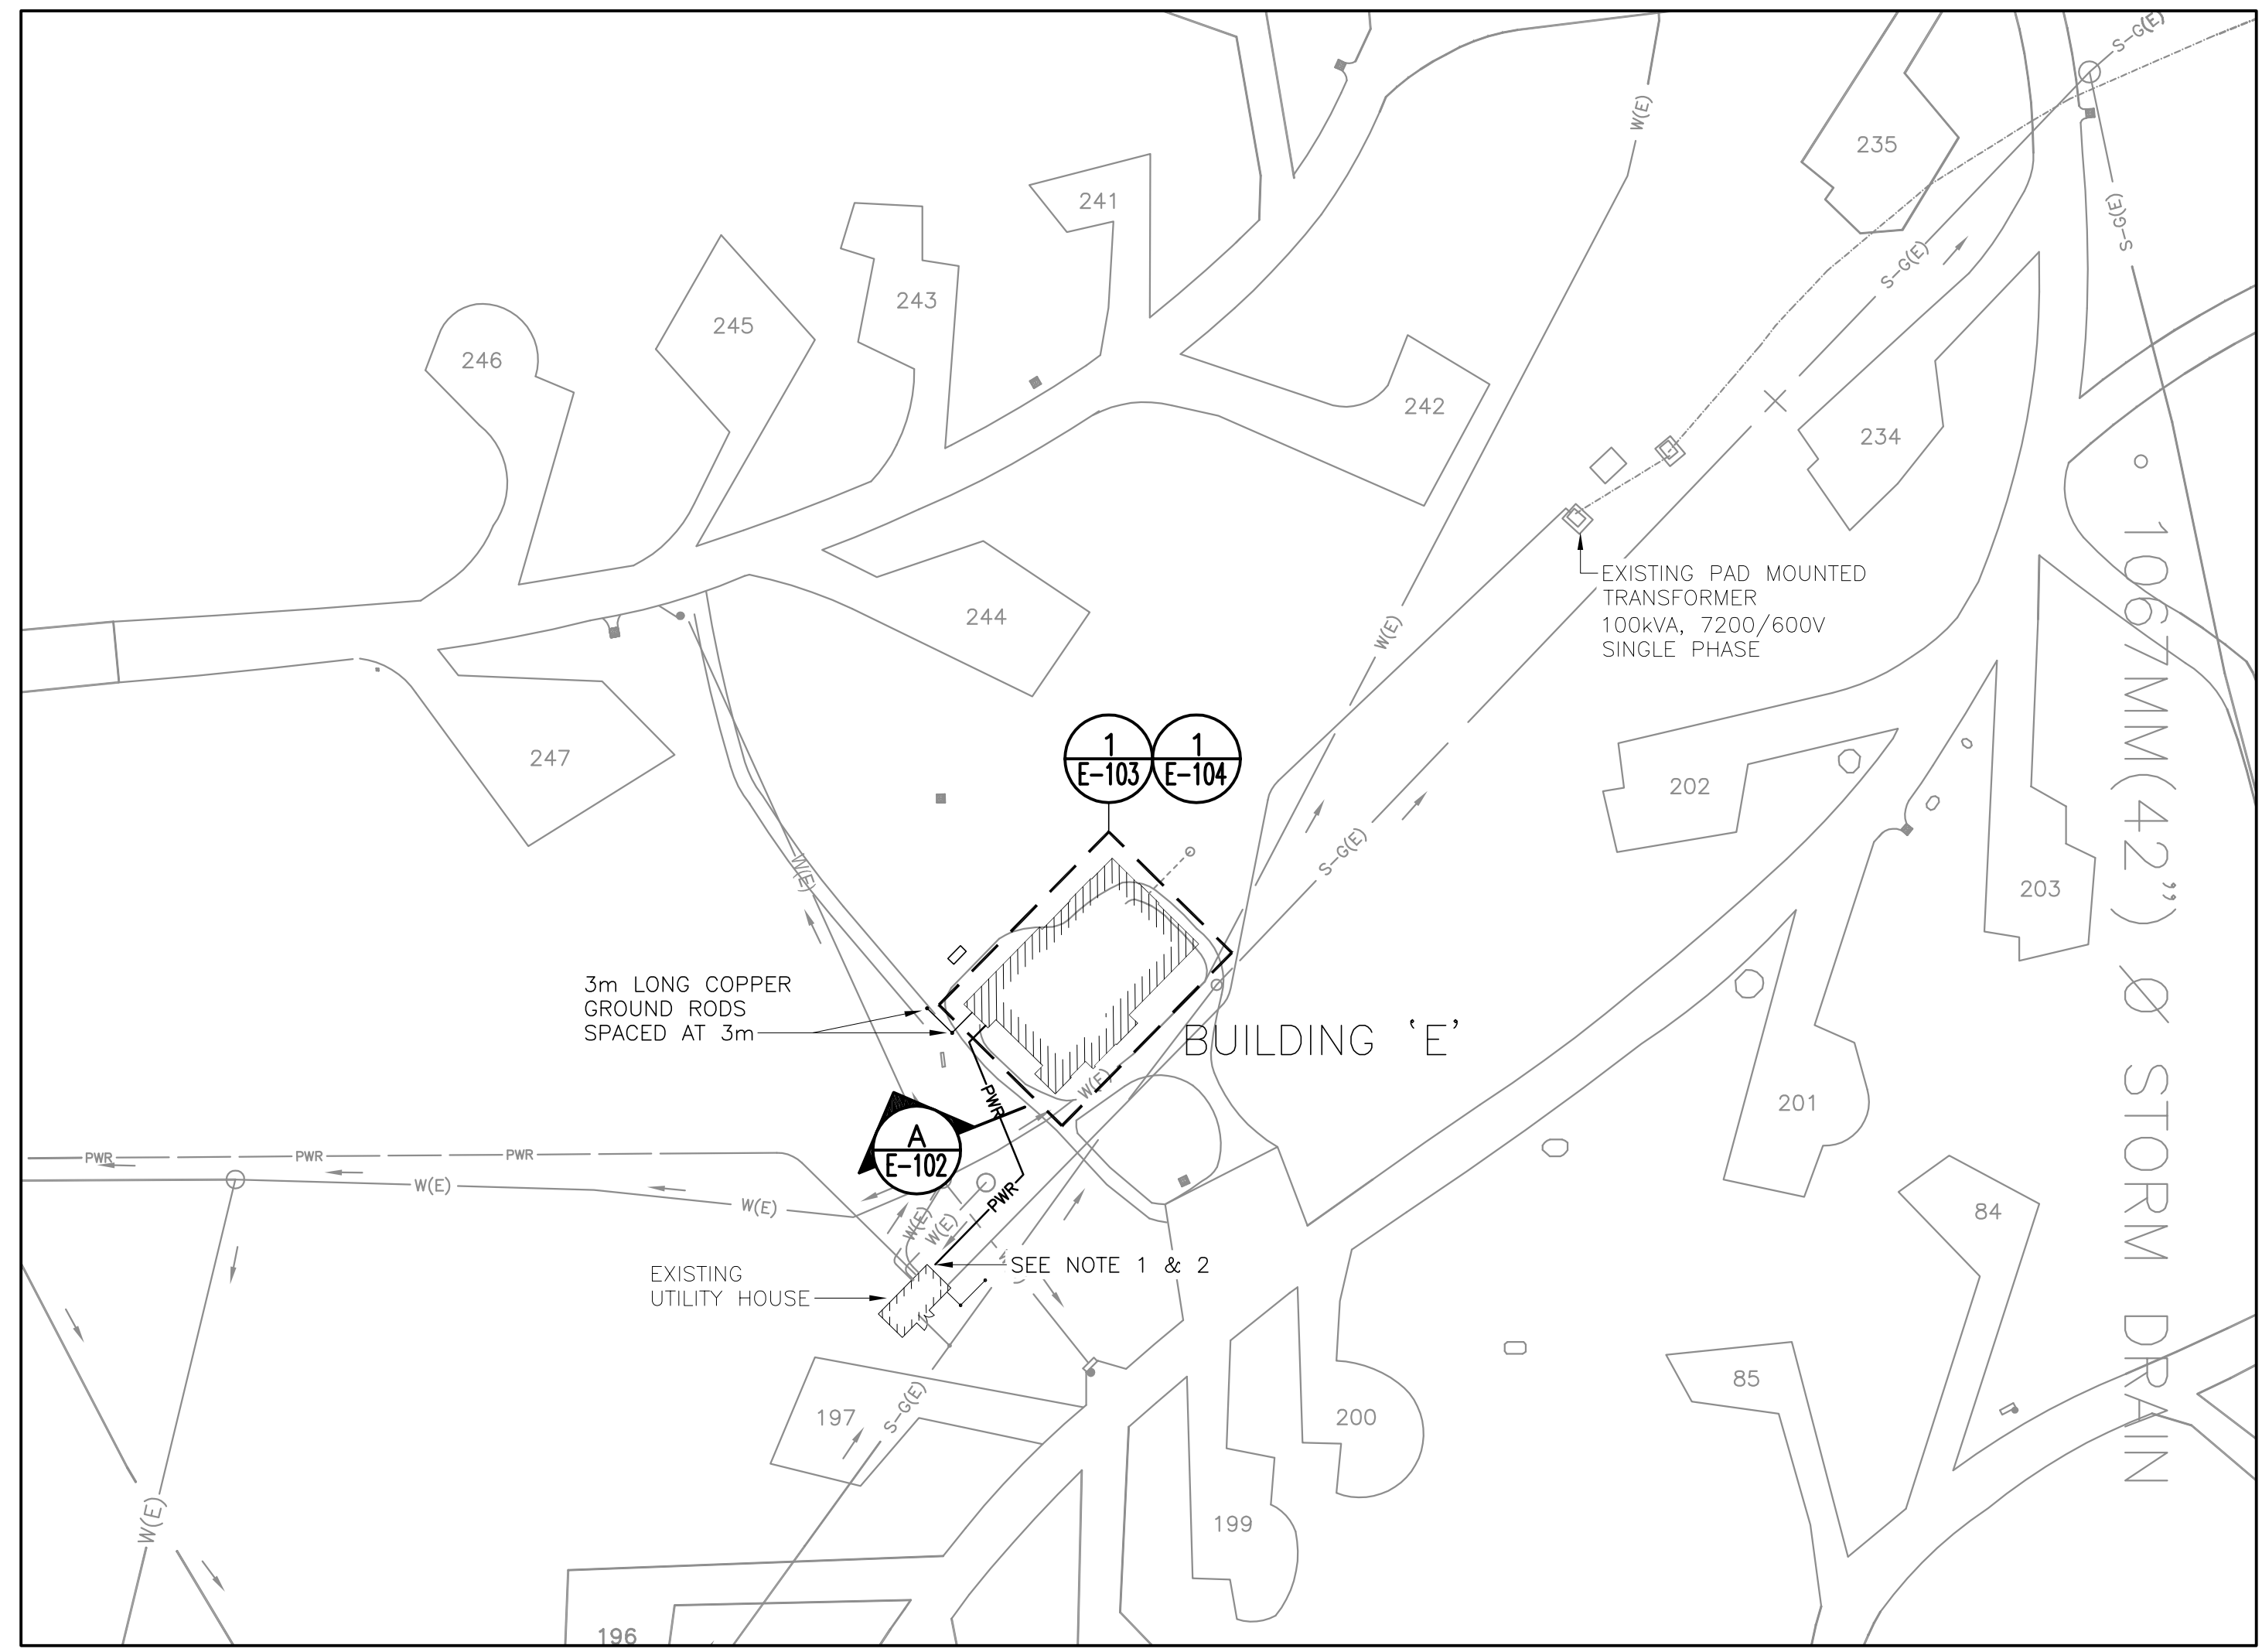 S-G(E)
W(E)
235
241
S-G(E)
S-G(E)
243
245
246
242
234
EXISTING PAD MOUNTED
TRANSFORMER
100kVA, 7200/600V
SINGLE PHASE
244
W(E)
1067MM(42") Ø STORM DRAIN
247
1
E-103
1
E-104
202
S-G(E)
W(E)
203
3m LONG COPPER
GROUND RODS
SPACED AT 3m
BUILDING 'E'
W(E)
PWR
201
A
E-102
PWR
PWR
PWR
W(E)
W(E)
PWR
W(E)
W(E)
84
SEE NOTE 1 & 2
EXISTING
UTILITY HOUSE
85
197
S-G(E)
200
W(E)
199
196